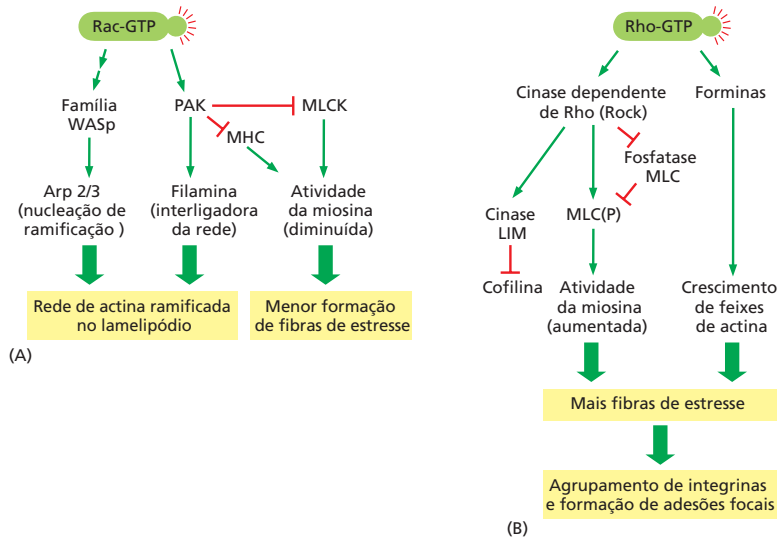 Rac-GTP
Família
WASp
PAK
MLCK
MHC
Arp 2/3
(nucleação de
ramificação )
Filamina
(interligadora
da rede)
Atividade
da miosina
(diminuída)
Rede de actina ramificada
no lamelipódio
Menor formação
de fibras de estresse
(A)
Rho-GTP
Cinase dependente
de Rho (Rock)
Forminas
Fosfatase
MLC
Cinase
LIM
MLC(P)
Cofilina
Atividade
da miosina
(aumentada)
Crescimento
de feixes
de actina
Mais fibras de estresse
Agrupamento de integrinas
e formação de adesões focais
(B)